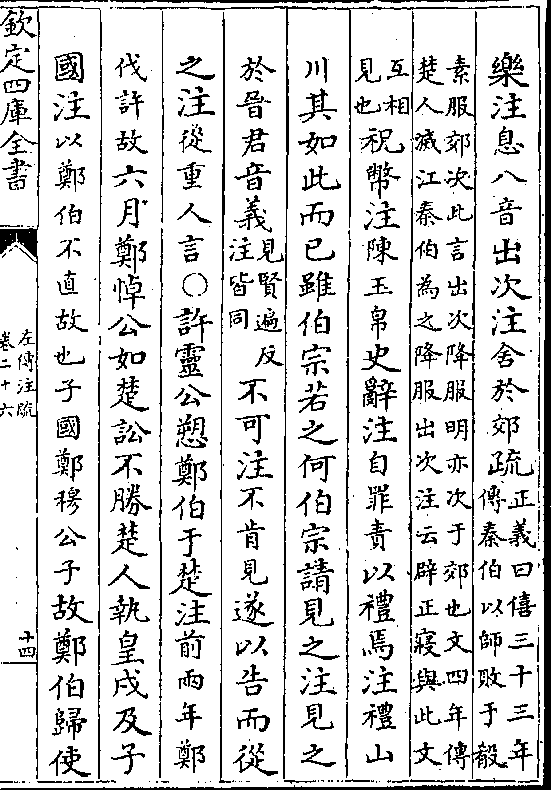 樂注息八音出次注舍於郊疏正義曰僖三十三年
傳秦伯以師敗于殽
素服郊次此言出次降服明亦次于郊也文四年傳
楚人滅江秦伯為之降服出次注云辟正寢與此文
互相
見也祝幣注陳玉帛史辭注自罪責以禮焉注禮山
川其如此而已雖伯宗若之何伯宗請見之注見之
於晉君音義見賢遍反
注皆同不可注不肯見遂以告而從
之注從重人言○許靈公愬鄭伯于楚注前兩年鄭
伐許故六月鄭悼公如楚訟不勝楚人執皇戌及子
國注以鄭伯不直故也子國鄭穆公子故鄭伯歸使
欽定四庫全書
左傳注疏
卷二十六
十四